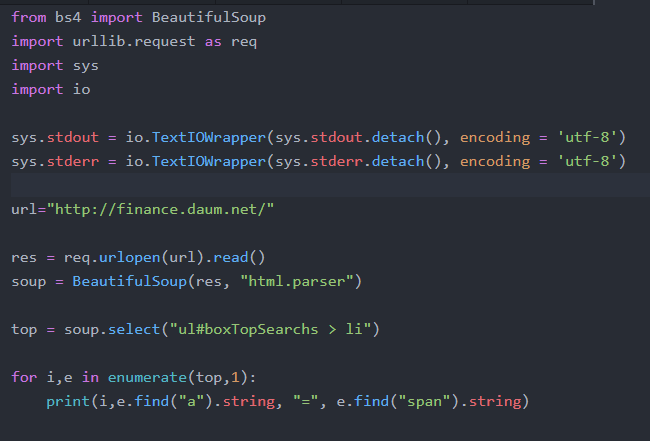 from bs4 import BeautifulSoup
import urllib.request as req
import sys
import io
sys.stdout = io.TextIOWrapper(sys.stdout.detach(), encoding = 'utf-8')
sys.stderr = io.TextIOWrapper(sys.stderr.detach(), encoding = 'utf-8')
url="http://finance.daum.net/"
res = req.urlopen(url).read()
soup = BeautifulSoup(res, "html.parser")
top = soup.select("ul#boxTopSearchs > li")
for i,e in enumerate(top,1):
    print(i,e.find("a").string, "=", e.find("span").string)